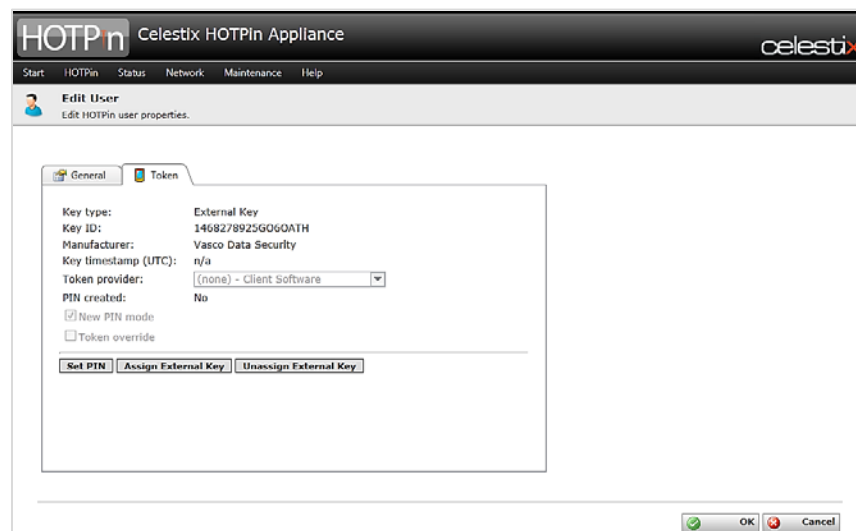 HOTPin Celestix HOTPin Appliance
celestix
Start HOTPin Status Network Maintenance Help
Edit User
Edit HOTPin user properties.
General Token
Key type: External Key
Key ID: 1468278925GO6OATH
Manufacturer: Vasco Data Security
Key timestamp (UTC): n/a
Token provider: (none) - Client Software
PIN created: No
New PIN mode
Token override
Set PIN Assign External Key Unassign External Key
OK Cancel